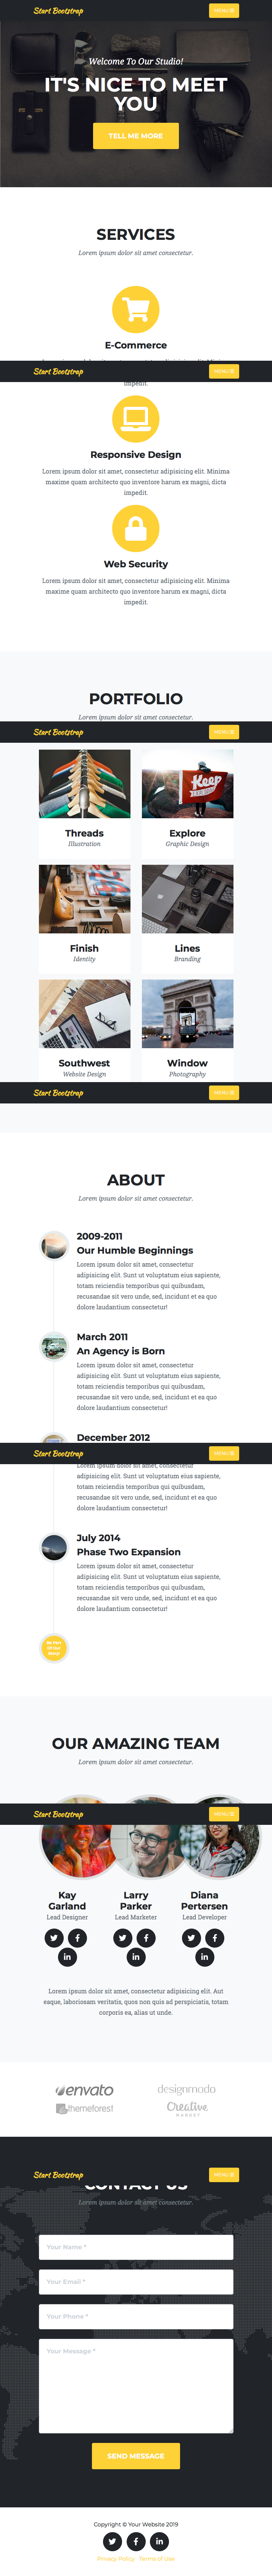 Start Bootstrap
MENU
Welcome To Our Studio!
IT'S NICE TO MEET
YOU
TELL ME MORE
SERVICES
Lorem ipsum dolor sit amet consectetur.
E-Commerce
Start Bootstrap
MENU
impedit.
Responsive Design
Lorem ipsum dolor sit amet, consectetur adipisicing elit. Minima
maxime quam architecto quo inventore harum ex magni, dicta
impedit.
Web Security
Lorem ipsum dolor sit amet, consectetur adipisicing elit. Minima
maxime quam architecto quo inventore harum ex magni, dicta
impedit.
PORTFOLIO
Lorem ipsum dolor sit amet consectetur.
Start Bootstrap
MENU
Keep
Threads
Illustration
Explore
Graphic Design
Finish
Identity
Lines
Branding
Southwest
Website Design
Window
Photography
Start Bootstrap
MENU
ABOUT
Lorem ipsum dolor sit amet consectetur.
2009-2011
Our Humble Beginnings
Lorem ipsum dolor sit amet, consectetur
adipisicing elit. Sunt ut voluptatum eius sapiente,
totam reiciendis temporibus qui quibusdam,
recusandae sit vero unde, sed, incidunt et ea quo
dolore laudantium consectetur!
March 2011
An Agency is Born
Lorem ipsum dolor sit amet, consectetur
adipisicing elit. Sunt ut voluptatum eius sapiente,
totam reiciendis temporibus qui quibusdam,
recusandae sit vero unde, sed, incidunt et ea quo
dolore laudantium consectetur!
December 2012
Start Bootstrap
MENU
Lorem ipsum dolor sit amet, consectetur
adipisicing elit. Sunt ut voluptatum eius sapiente,
totam reiciendis temporibus qui quibusdam,
recusandae sit vero unde, sed, incidunt et ea quo
dolore laudantium consectetur!
July 2014
Phase Two Expansion
Lorem ipsum dolor sit amet, consectetur
adipisicing elit. Sunt ut voluptatum eius sapiente,
totam reiciendis temporibus qui quibusdam,
recusandae sit vero unde, sed, incidunt et ea quo
dolore laudantium consectetur!
Be Part
Of Our
Story!
OUR AMAZING TEAM
Lorem ipsum dolor sit amet consectetur.
Start Bootstrap
MENU
Kay
Garland
Lead Designer
Larry
Parker
Lead Marketer
Diana
Pertersen
Lead Developer
Lorem ipsum dolor sit amet, consectetur adipisicing elit. Aut
eaque, laboriosam veritatis, quos non quis ad perspiciatis, totam
corporis ea, alias ut unde.
envato
designmodo
themeforest
Creative
MARKET
Start Bootstrap
MENU
CONTACT US
Lorem ipsum dolor sit amet consectetur.
Your Name *
Your Email *
Your Phone *
Your Message *
SEND MESSAGE
Copyright © Your Website 2019
Privacy Policy Terms of Use